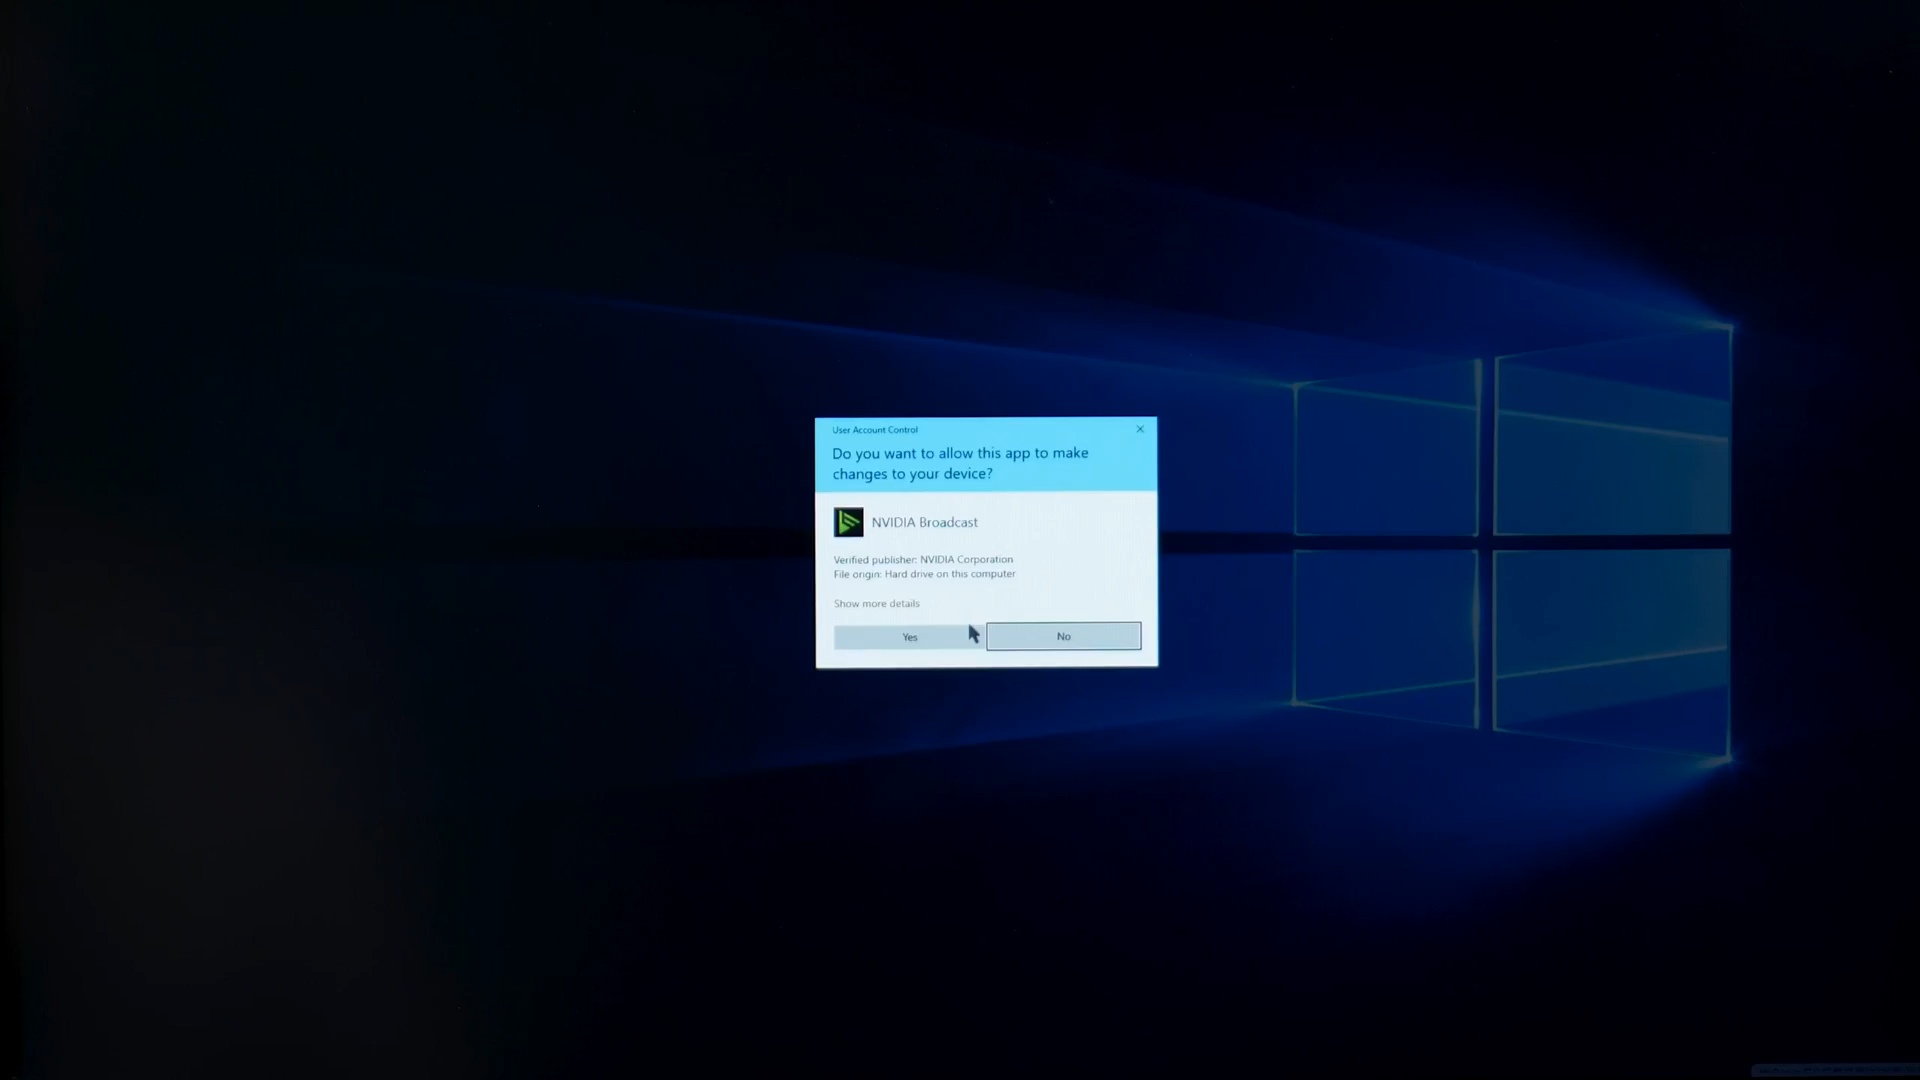 User Account Control
Do you want to allow this app to make
changes to your device?
NVIDIA Broadcast
Verified publisher: NVIDIA Corporation
File origin: Hard drive on this computer
Show more details
Yes
No